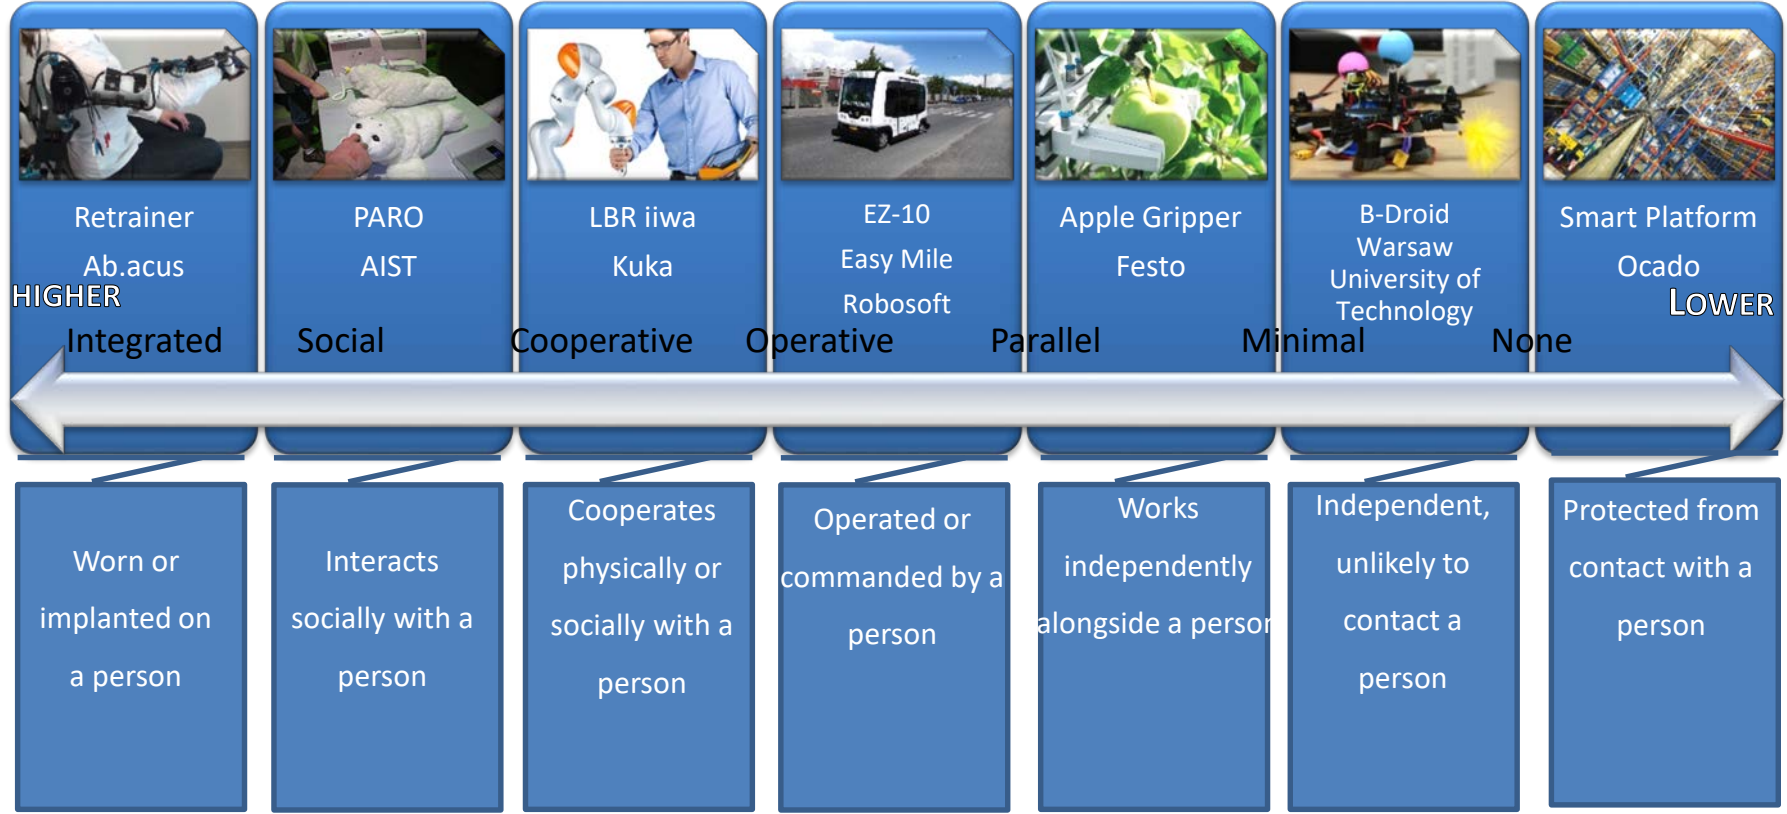 Retrainer
Ab.acus
PARO
AIST
LBR iiwa
Kuka
EZ-10
Easy Mile
Robosoft
Apple Gripper
Festo
B-Droid
Warsaw
University of
Technology
Smart Platform
Ocado
HIGHER
LOWER
Integrated
Social
Cooperative
Operative
Parallel
Minimal
None
Worn or
implanted on
a person
Interacts
socially with a
person
Cooperates
physically or
socially with a
person
Operated or
commanded by a
person
Works
independently
alongside a person
Independent,
unlikely to
contact a
person
Protected from
contact with a
person